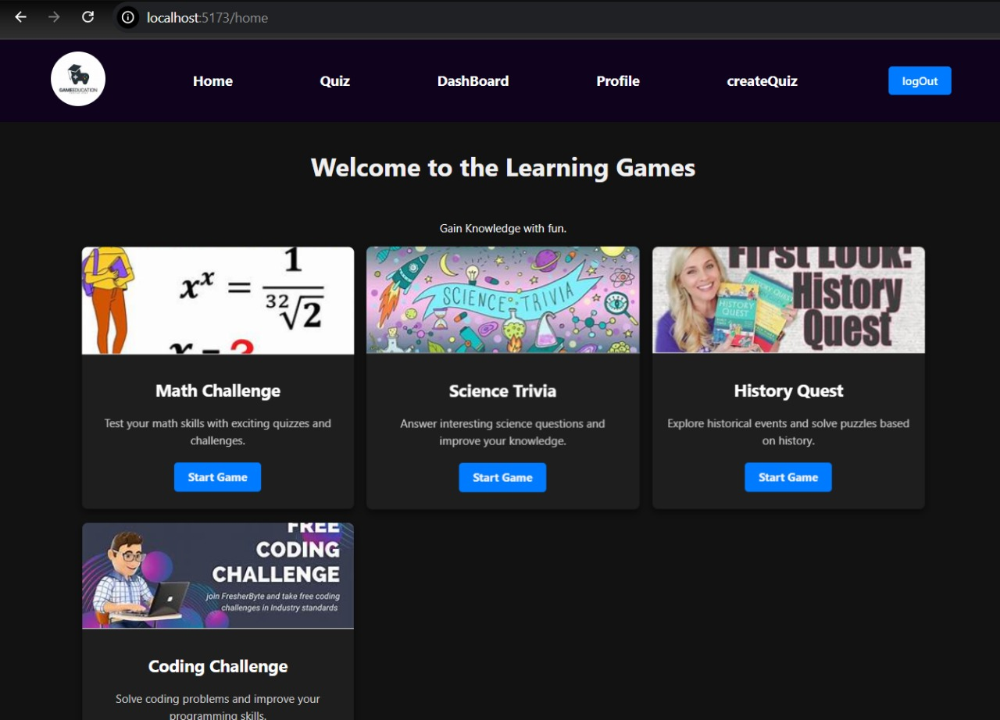 localhost:5173/home
GAMEEDUCATION
Home
Quiz
DashBoard
Profile
createQuiz
logOut
Welcome to the Learning Games
Gain Knowledge with fun.
x^x = 1 / ³²√2
SCIENCE TRIVIA
FIRST LOOK:
History
Quest
HISTORY
QUEST
Math Challenge
Test your math skills with exciting quizzes and
challenges.
Start Game
Science Trivia
Answer interesting science questions and
improve your knowledge.
Start Game
History Quest
Explore historical events and solve puzzles based
on history.
Start Game
FREE
CODING
CHALLENGE
join FresherByte and take free coding
challenges in Industry standards
Coding Challenge
Solve coding problems and improve your
programming skills.